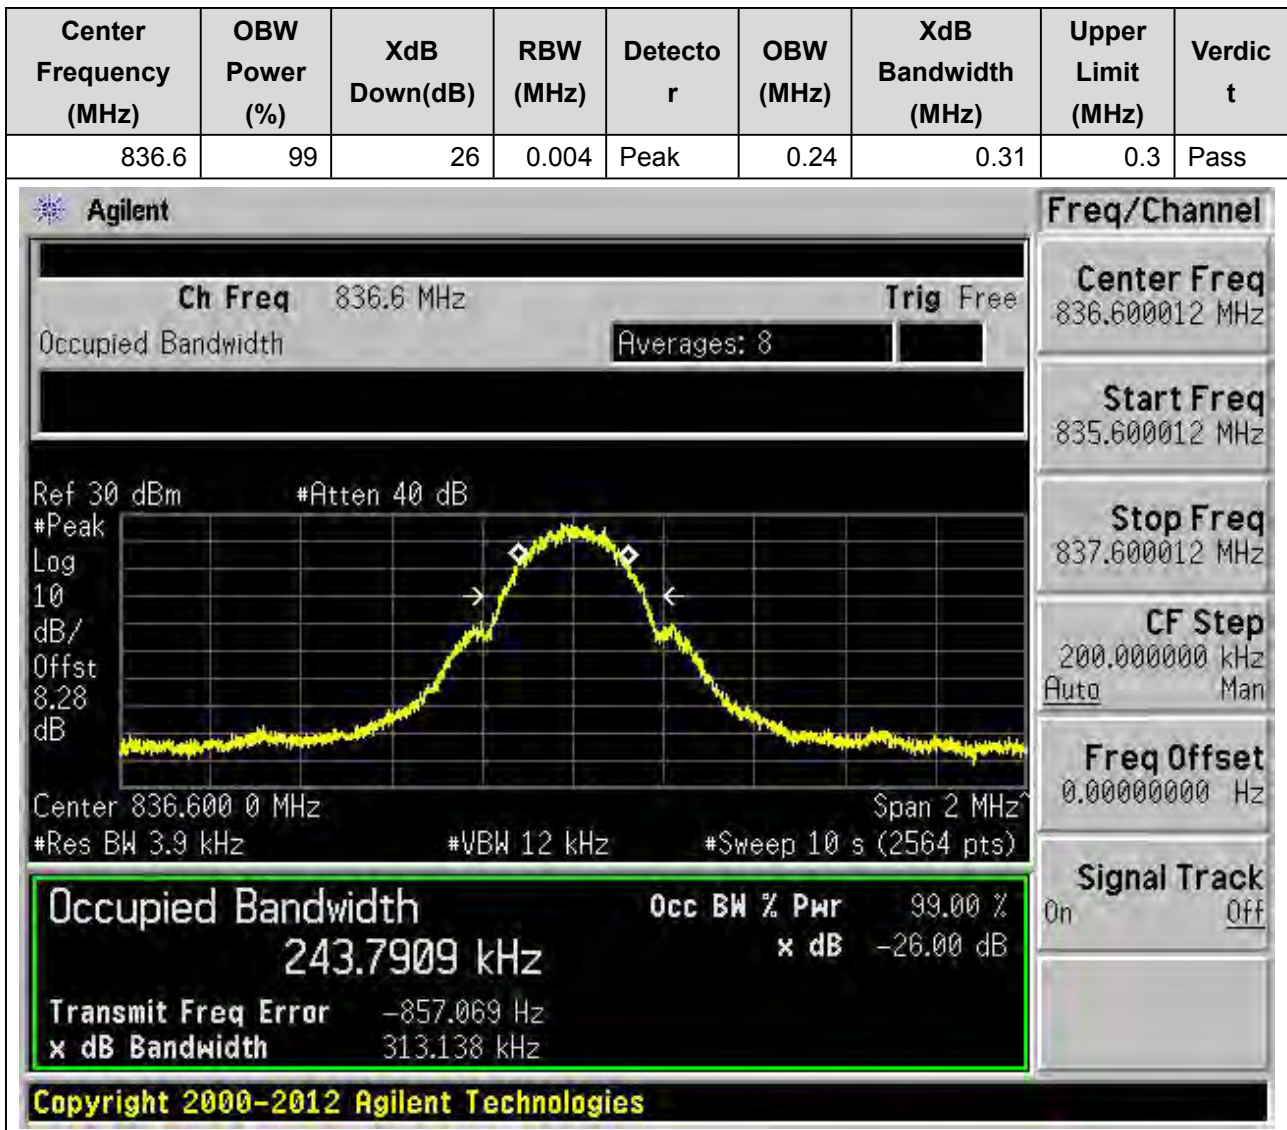 Center Frequency (MHz) OBW Power (%) XdB Down(dB) RBW (MHz) Detecto r OBW (MHz) XdB Bandwidth (MHz) Upper Limit (MHz) Verdic t
836.6 99 26 0.004 Peak 0.24 0.31 0.3 Pass
Agilent
Freq/Channel
Ch Freq 836.6 MHz Trig Free
Occupied Bandwidth Averages: 8
Center Freq
836.600012 MHz
Start Freq
835.600012 MHz
Stop Freq
837.600012 MHz
CF Step
200.000000 kHz
Auto Man
Freq Offset
0.00000000 Hz
Signal Track
On Off
Ref 30 dBm #Atten 40 dB
#Peak
Log
10
dB/
Offst
8.28
dB
Center 836.600 0 MHz Span 2 MHz^
#Res BW 3.9 kHz #VBW 12 kHz #Sweep 10 s (2564 pts)
Occupied Bandwidth Occ BW % Pwr 99.00 %
243.7909 kHz x dB -26.00 dB
Transmit Freq Error -857.069 Hz
x dB Bandwidth 313.138 kHz
Copyright 2000-2012 Agilent Technologies